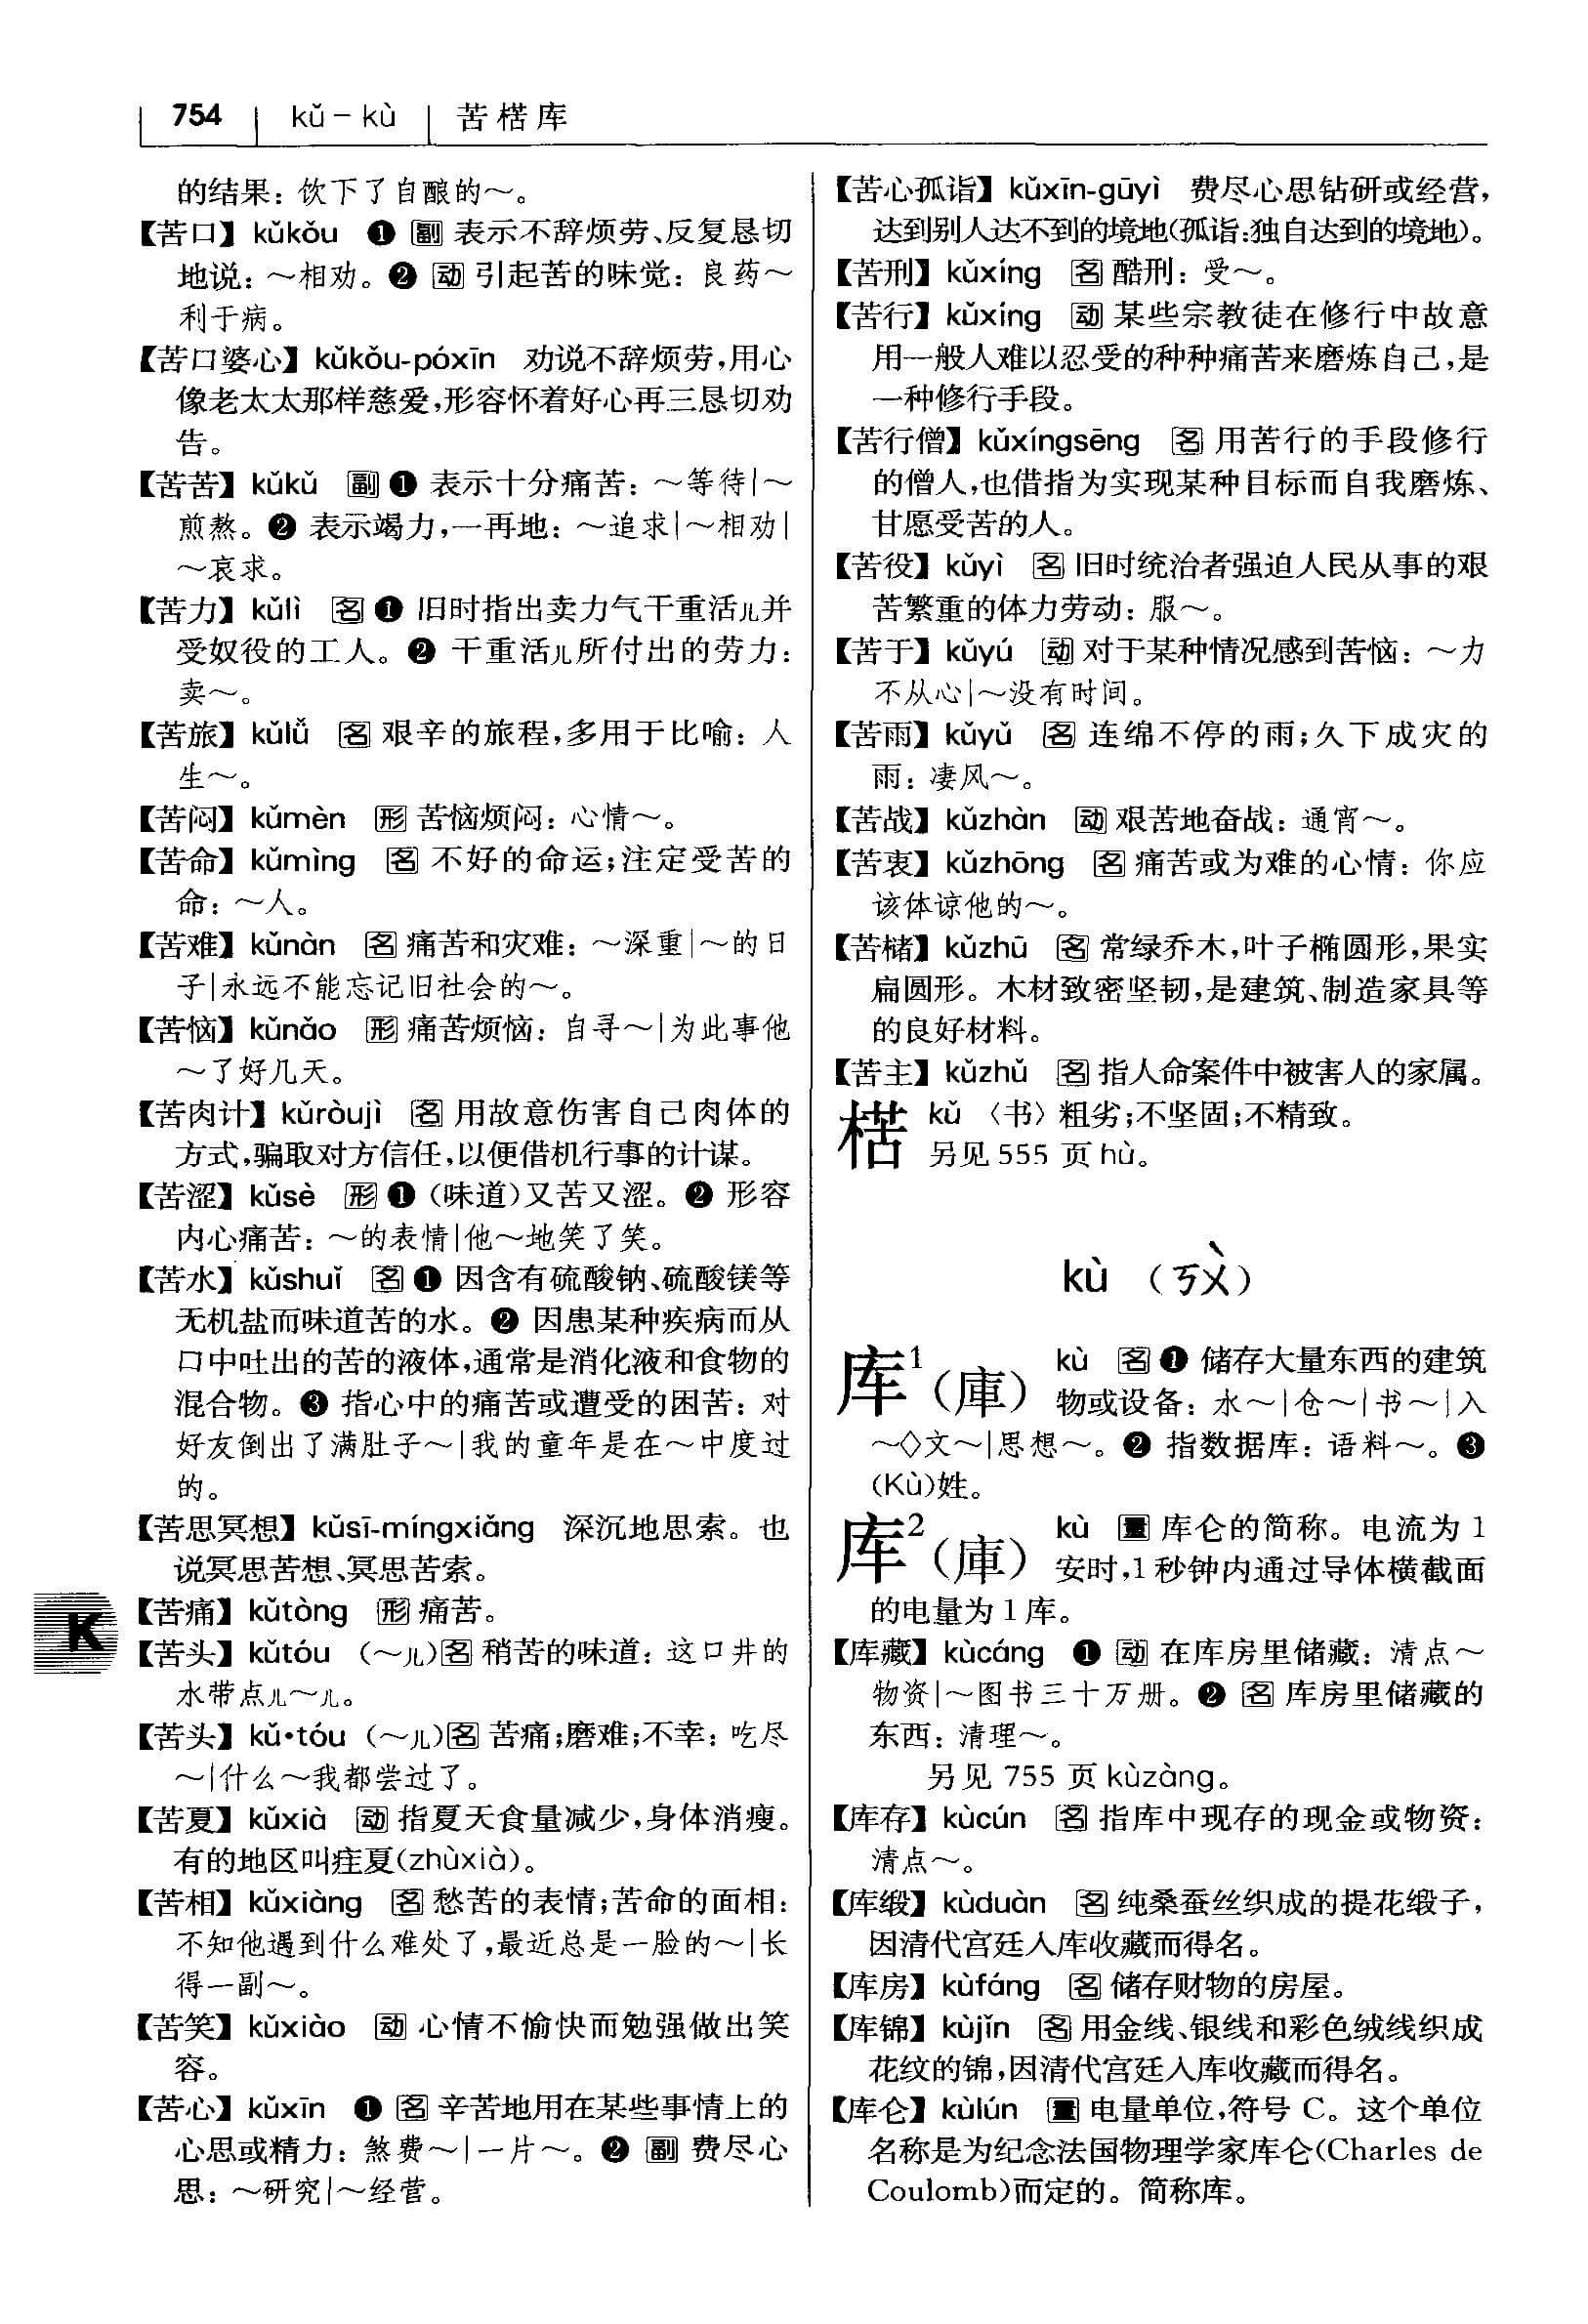 754 kǔ－kù 苦楛库
的结果：饮下了自酿的～。
【苦口】kǔkǒu ❶ 副 表示不辞烦劳、反复恳切
地说：～相劝。❷ 动 引起苦的味觉：良药～
利于病。
【苦口婆心】kǔkǒu-póxīn 劝说不辞烦劳，用心
像老太太那样慈爱，形容怀着好心再三恳切劝
告。
【苦苦】kǔkǔ 副 ❶ 表示十分痛苦：～等待|～
煎熬。❷ 表示竭力，一再地：～追求|～相劝|
～哀求。
【苦力】kǔlì 名 ❶ 旧时指出卖力气干重活儿并
受奴役的工人。❷ 干重活儿所付出的劳力：
卖～。
【苦旅】kǔlǚ 名 艰辛的旅程，多用于比喻：人
生～。
【苦闷】kǔmèn 形 苦恼烦闷：心情～。
【苦命】kǔmìng 名 不好的命运；注定受苦的
命：～人。
【苦难】kǔnàn 名 痛苦和灾难：～深重|～的日
子|永远不能忘记旧社会的～。
【苦恼】kǔnǎo 形 痛苦烦恼：自寻～|为此事他
～了好几天。
【苦肉计】kǔròujì 名 用故意伤害自己肉体的
方式，骗取对方信任，以便借机行事的计谋。
【苦涩】kǔsè 形 ❶（味道）又苦又涩。❷ 形容
内心痛苦：～的表情|他～地笑了笑。
【苦水】kǔshuǐ 名 ❶ 因含有硫酸钠、硫酸镁等
无机盐而味道苦的水。❷ 因患某种疾病而从
口中吐出的苦的液体，通常是消化液和食物的
混合物。❸ 指心中的痛苦或遭受的困苦：对
好友倒出了满肚子～|我的童年是在～中度过
的。
【苦思冥想】kǔsī-míngxiǎng 深沉地思索。也
说冥思苦想、冥思苦索。
【苦痛】kǔtòng 形 痛苦。
【苦头】kǔtóu （～儿）名 稍苦的味道：这口井的
水带点儿～儿。
【苦头】kǔ•tóu （～儿）名 苦痛；磨难；不幸：吃尽
～|什么～我都尝过了。
【苦夏】kǔxià 动 指夏天食量减少，身体消瘦。
有的地区叫疰夏(zhùxià)。
【苦相】kǔxiàng 名 愁苦的表情；苦命的面相：
不知他遇到什么难处了，最近总是一脸的～|长
得一副～。
【苦笑】kǔxiào 动 心情不愉快而勉强做出笑
容。
【苦心】kǔxīn ❶ 名 辛苦地用在某些事情上的
心思或精力：煞费～|一片～。❷ 副 费尽心
思：～研究|～经营。
K
【苦心孤诣】kǔxīn-gūyì 费尽心思钻研或经营，
达到别人达不到的境地（孤诣：独自达到的境地）。
【苦刑】kǔxíng 名 酷刑：受～。
【苦行】kǔxíng 动 某些宗教徒在修行中故意
用一般人难以忍受的种种痛苦来磨炼自己，是
一种修行手段。
【苦行僧】kǔxíngsēng 名 用苦行的手段修行
的僧人，也借指为实现某种目标而自我磨炼、
甘愿受苦的人。
【苦役】kǔyì 名 旧时统治者强迫人民从事的艰
苦繁重的体力劳动：服～。
【苦于】kǔyú 动 对于某种情况感到苦恼：～力
不从心|～没有时间。
【苦雨】kǔyǔ 名 连绵不停的雨；久下成灾的
雨：凄风～。
【苦战】kǔzhàn 动 艰苦地奋战：通宵～。
【苦衷】kǔzhōng 名 痛苦或为难的心情：你应
该体谅他的～。
【苦槠】kǔzhū 名 常绿乔木，叶子椭圆形，果实
扁圆形。木材致密坚韧，是建筑、制造家具等
的良好材料。
【苦主】kǔzhǔ 名 指人命案件中被害人的家属。
楛 kǔ 〈书〉粗劣；不坚固；不精致。
另见 555 页 hù。
kù （ㄎㄨˋ）
库¹（庫） kù 名 ❶ 储存大量东西的建筑
物或设备：水～|仓～|书～|入
～◇文～|思想～。❷ 指数据库：语料～。❸
(Kù)姓。
库²（庫） kù 量 库仑的简称。电流为 1
安时，1 秒钟内通过导体横截面
的电量为 1 库。
【库藏】kùcáng ❶ 动 在库房里储藏：清点～
物资|～图书三十万册。❷ 名 库房里储藏的
东西：清理～。
另见 755 页 kùzàng。
【库存】kùcún 名 指库中现存的现金或物资：
清点～。
【库缎】kùduàn 名 纯桑蚕丝织成的提花缎子，
因清代宫廷入库收藏而得名。
【库房】kùfáng 名 储存财物的房屋。
【库锦】kùjǐn 名 用金线、银线和彩色绒线织成
花纹的锦，因清代宫廷入库收藏而得名。
【库仑】kùlún 量 电量单位，符号 C。这个单位
名称是为纪念法国物理学家库仑(Charles de
Coulomb)而定的。简称库。